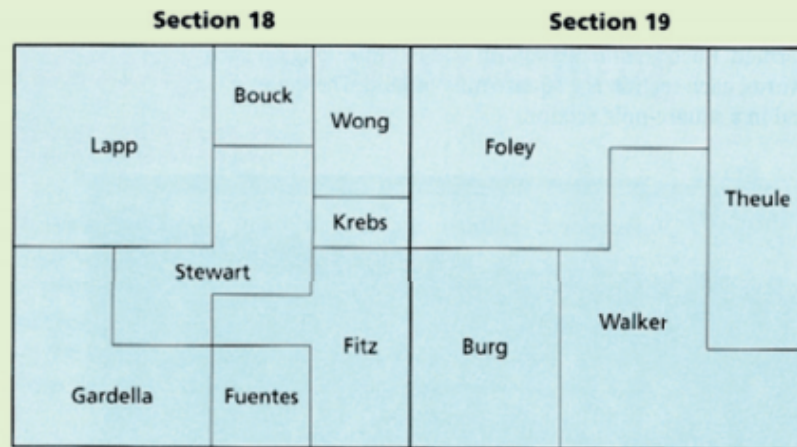 Section 18 Section 19
Bouck
Wong
Lapp
Foley
Theule
Krebs
Stewart
Walker
Fitz
Burg
Gardella
Fuentes